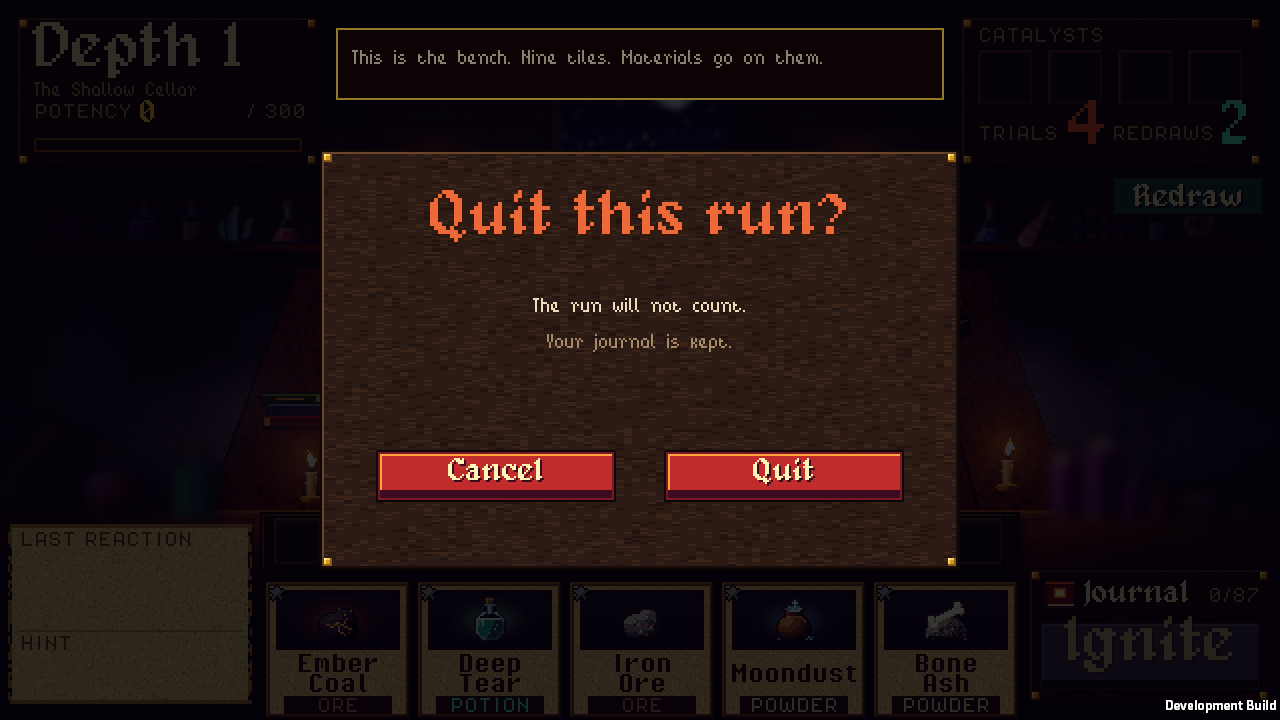 Depth 1
The Shallow Cellar
POTENCY 0 / 300
This is the bench. Nine tiles. Materials go on them.
CATALYSTS
TRIALS 4 REDRAWS 2
Redraw
Quit this run?
The run will not count.
Your journal is kept.
Cancel
Quit
LAST REACTION
HINT
Ember
Coal
ORE
Deep
Tear
POTION
Iron
Ore
ORE
Moondust
POWDER
Bone
Ash
POWDER
Journal 0/87
Ignite
Development Build